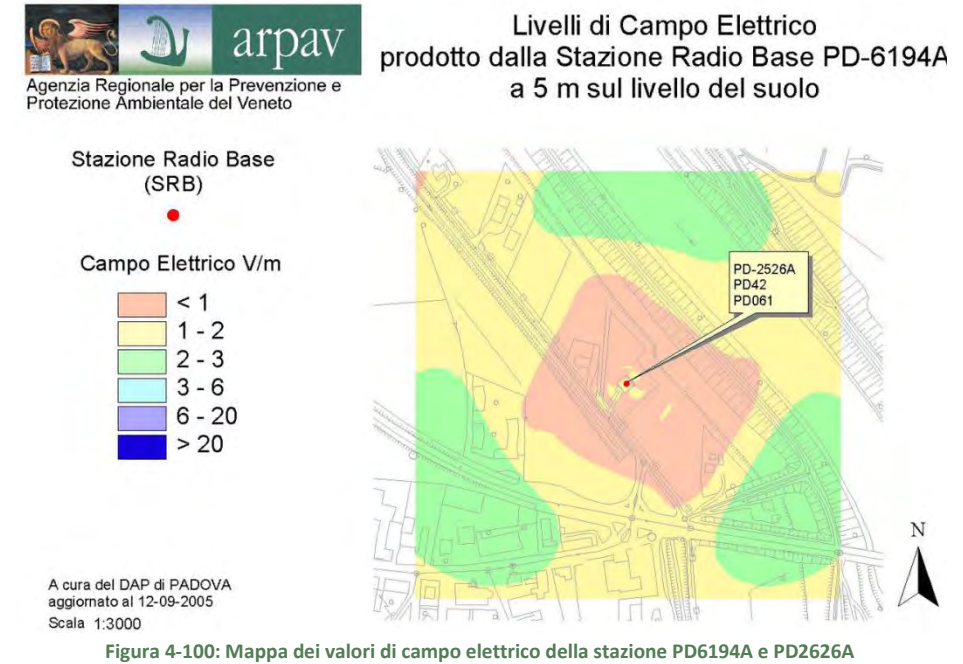 arpav
Agenzia Regionale per la Prevenzione e
Protezione Ambientale del Veneto
Livelli di Campo Elettrico
prodotto dalla Stazione Radio Base PD-6194A
a 5 m sul livello del suolo
Stazione Radio Base
(SRB)
Campo Elettrico V/m
< 1
1 - 2
2 - 3
3 - 6
6 - 20
> 20
PD-2526A
PD42
PD061
N
A cura del DAP di PADOVA
aggiornato al 12-09-2005
Scala 1:3000
Figura 4-100: Mappa dei valori di campo elettrico della stazione PD6194A e PD2626A